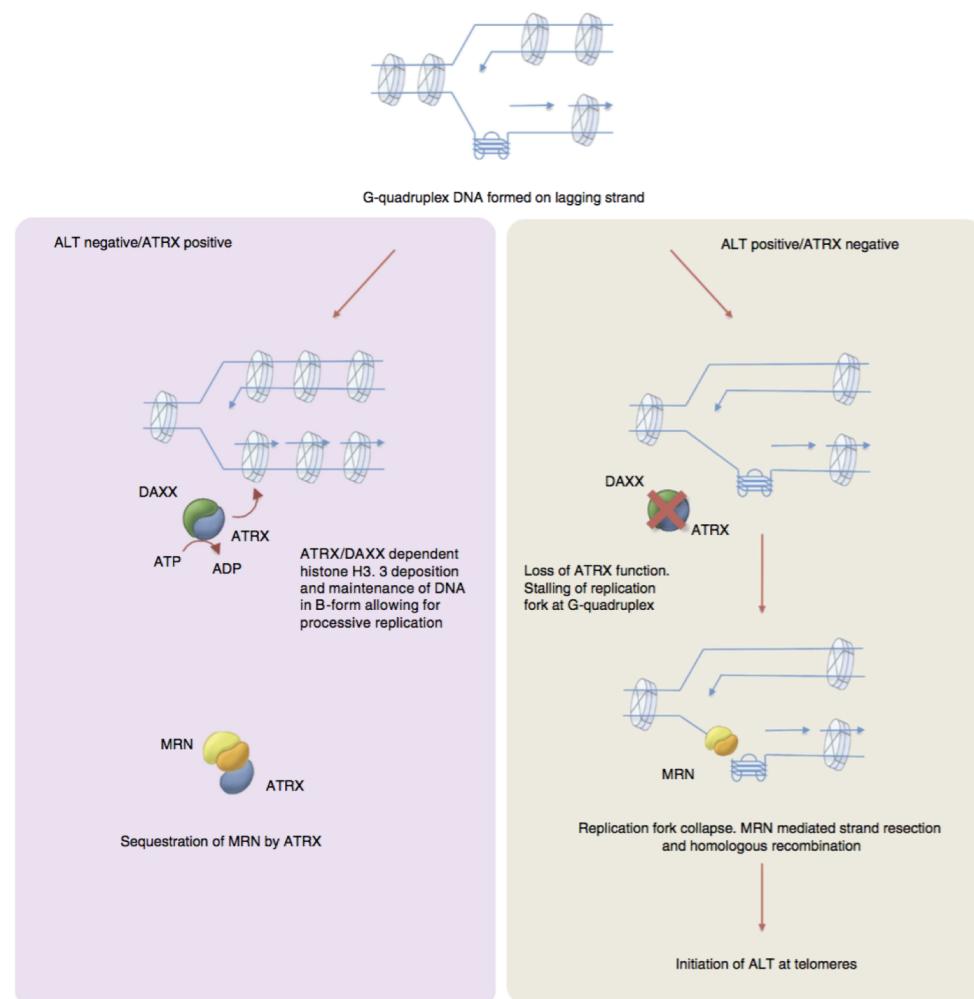 G-quadruplex DNA formed on lagging strand
ALT negative/ATRX positive
DAXX
ATRX
ATP
ADP
ATRX/DAXX dependent
histone H3. 3 deposition
and maintenance of DNA
in B-form allowing for
processive replication
MRN
ATRX
Sequestration of MRN by ATRX
ALT positive/ATRX negative
DAXX
ATRX
Loss of ATRX function.
Stalling of replication
fork at G-quadruplex
MRN
Replication fork collapse. MRN mediated strand resection
and homologous recombination
Initiation of ALT at telomeres